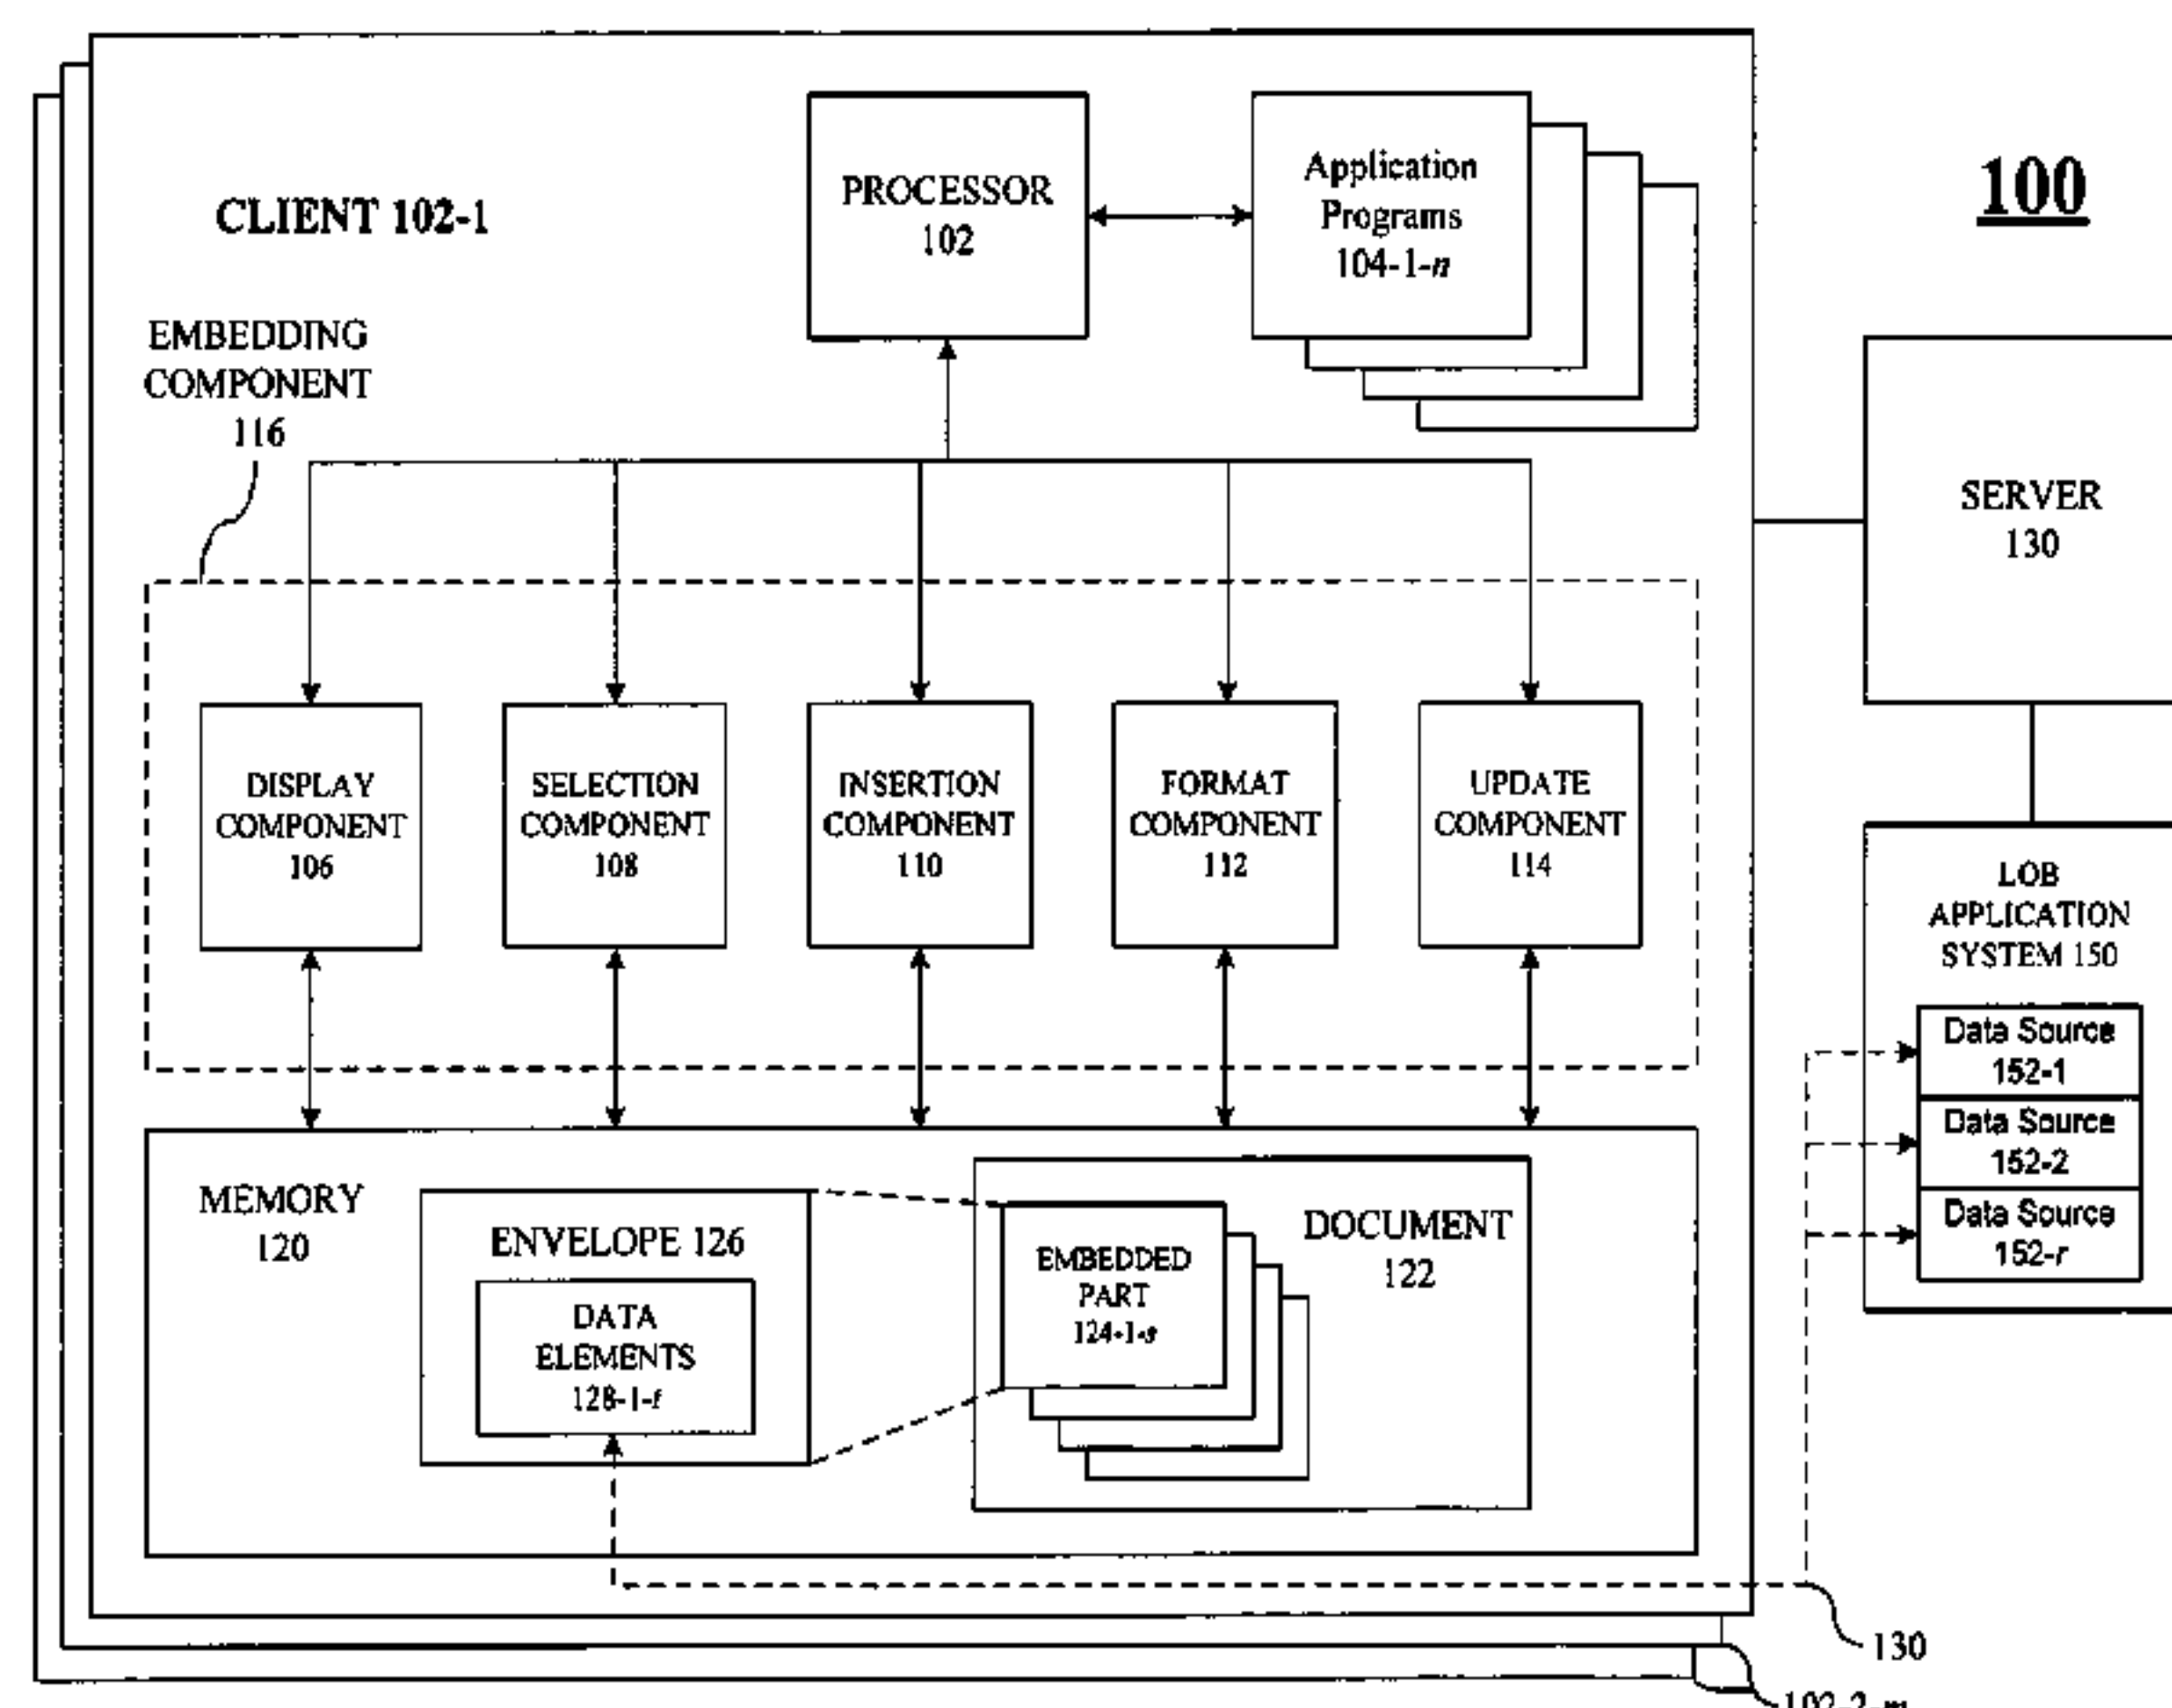 100
CLIENT 102-1
PROCESSOR
102
Application
Programs
104-1-n
EMBEDDING
COMPONENT
116
SERVER
130
DISPLAY
COMPONENT
106
SELECTION
COMPONENT
108
INSERTION
COMPONENT
110
FORMAT
COMPONENT
112
UPDATE
COMPONENT
114
LOB
APPLICATION
SYSTEM 150
Data Source
152-1
Data Source
152-2
Data Source
152-r
MEMORY
120
ENVELOPE 126
DATA
ELEMENTS
128-1-t
EMBEDDED
PART
124-1-s
DOCUMENT
122
130
102-2-m